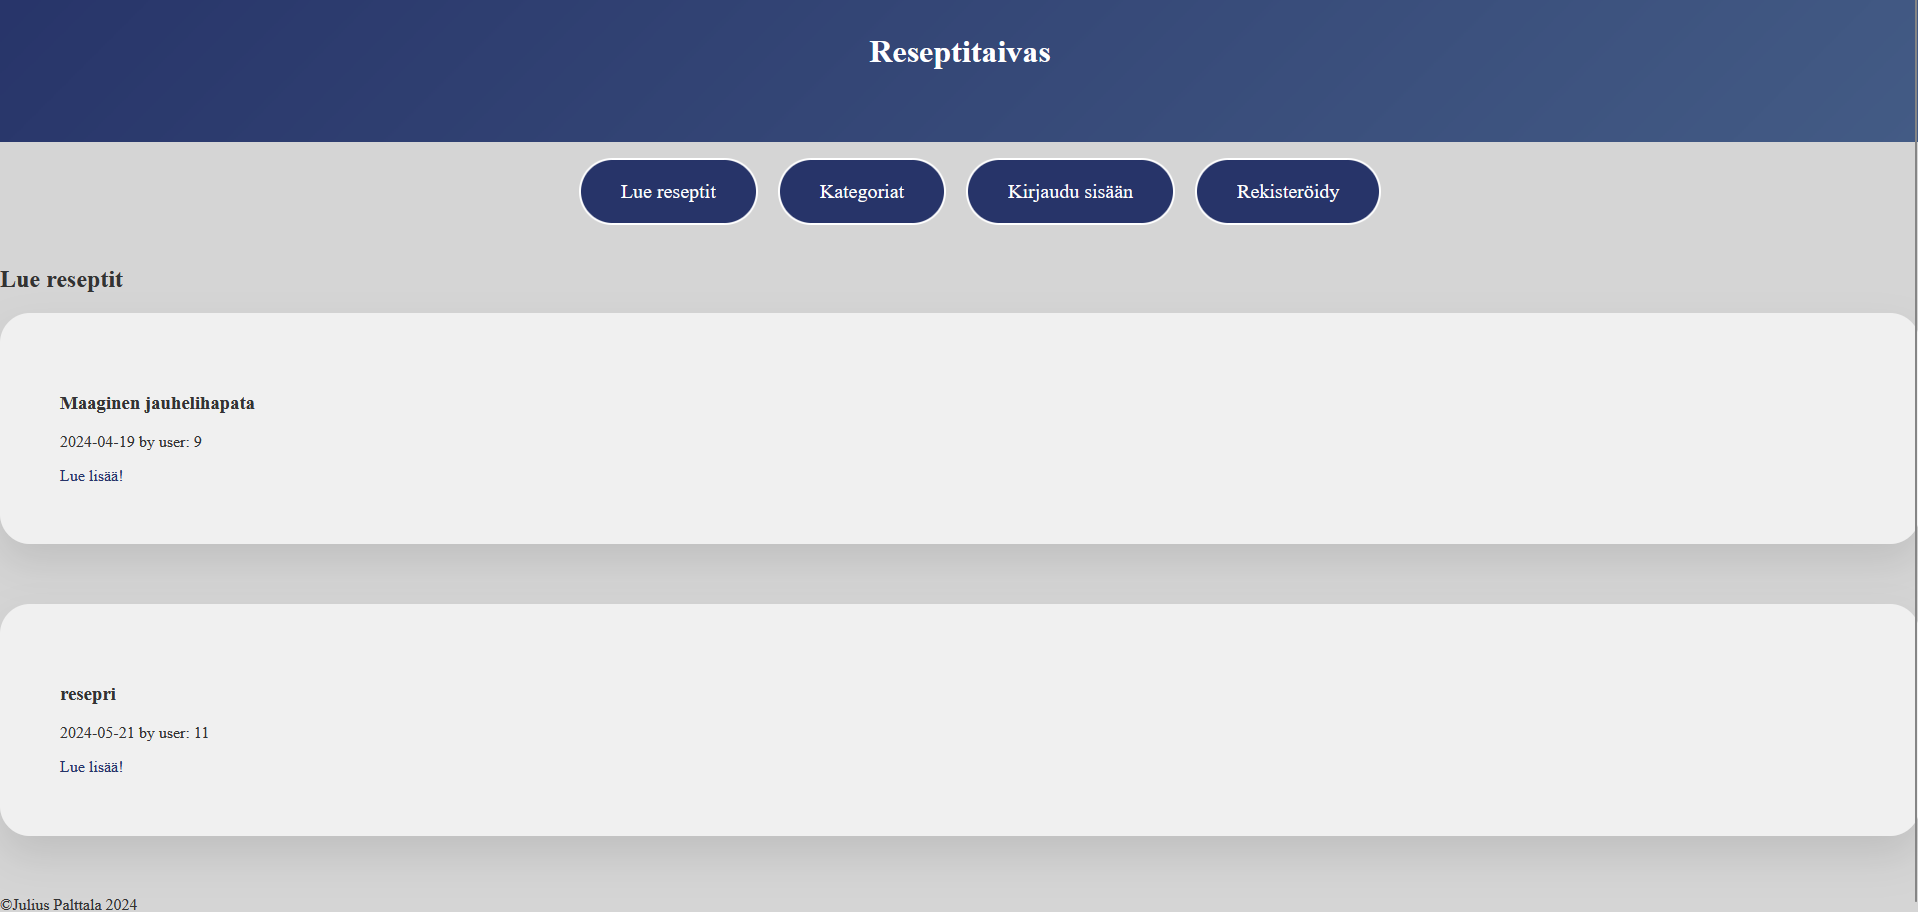 Reseptitaivas
Lue reseptit
Kategoriat
Kirjaudu sisään
Rekisteröidy
Lue reseptit
Maaginen jauhelihapata
2024-04-19 by user: 9
Lue lisää!
resepri
2024-05-21 by user: 11
Lue lisää!
©Julius Palttala 2024